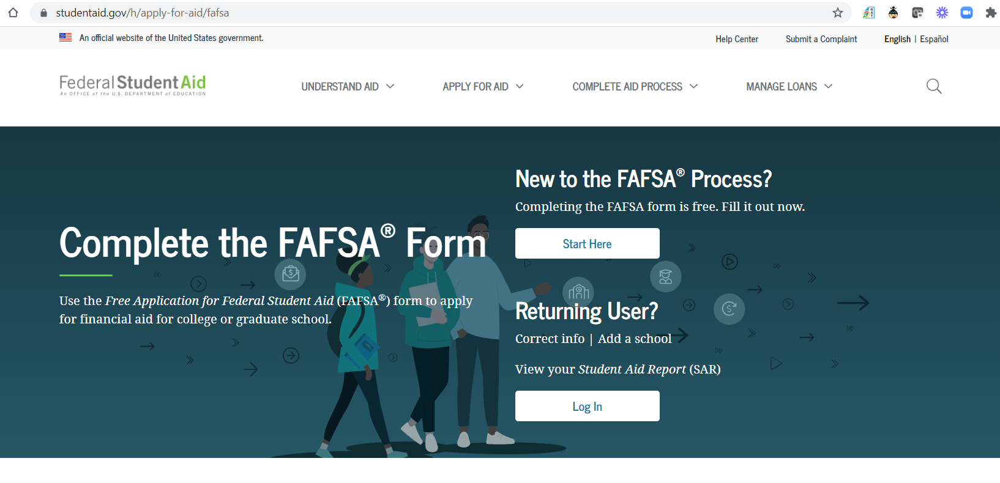 studentaid.gov/h/apply-for-aid/fafsa
An official website of the United States government.
Help Center
Submit a Complaint
English | Español
Federal Student Aid
An OFFICE of the U.S. DEPARTMENT of EDUCATION
UNDERSTAND AID
APPLY FOR AID
COMPLETE AID PROCESS
MANAGE LOANS
Complete the FAFSA® Form
Use the Free Application for Federal Student Aid (FAFSA®) form to apply
for financial aid for college or graduate school.
New to the FAFSA® Process?
Completing the FAFSA form is free. Fill it out now.
Start Here
Returning User?
Correct info | Add a school
View your Student Aid Report (SAR)
Log In